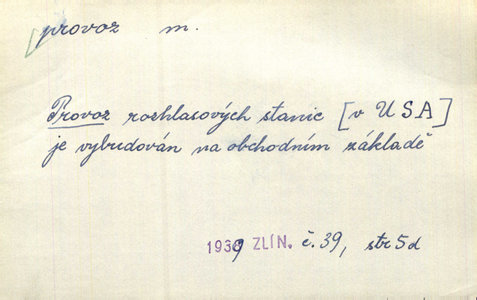 provoz m.
Provoz rozhlasových stanic [v USA]
je vybudován na obchodním základě
1939 ZLÍN. č. 39, str 5d